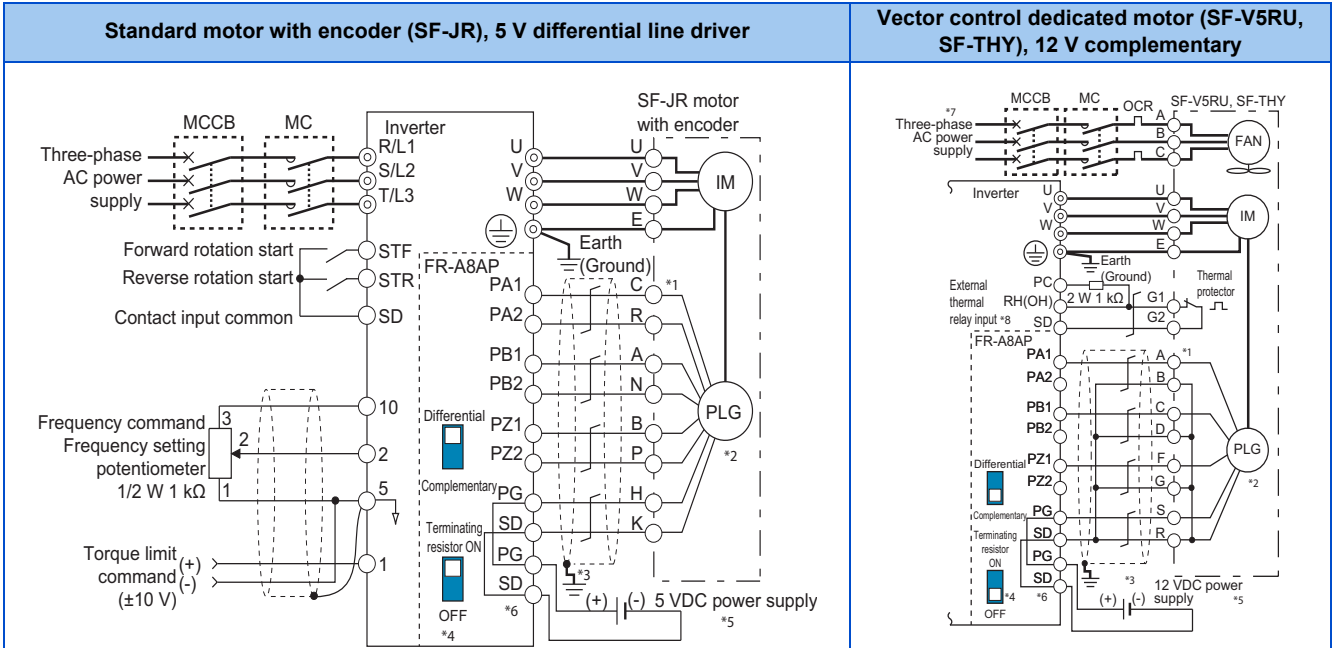 Standard motor with encoder (SF-JR), 5 V differential line driver
Vector control dedicated motor (SF-V5RU,
SF-THY), 12 V complementary
SF-JR motor
with encoder
MCCB
MC
Inverter
Three-phase
AC power
supply
R/L1
S/L2
T/L3
U
V
W
U
V
W
E
IM
Earth
(Ground)
Forward rotation start
Reverse rotation start
Contact input common
STF
STR
SD
FR-A8AP
PA1
PA2
PB1
PB2
PZ1
PZ2
PG
SD
PG
SD
C
*1
R
A
N
B
P
H
K
PLG
*2
Differential
Complementary
Terminating
resistor ON
OFF
*4
*3
*6
(+)
(-)
5 VDC power supply
*5
Frequency command
Frequency setting
potentiometer
1/2 W 1 kΩ
3
2
1
10
2
5
1
Torque limit
command
(±10 V)
(+)
(-)
MCCB
MC
OCR
SF-V5RU, SF-THY
*7
Three-phase
AC power
supply
A
B
C
FAN
Inverter
U
V
W
U
V
W
E
IM
Earth
(Ground)
External
thermal
relay input *8
PC
RH(OH)
SD
2 W 1 kΩ
G1
G2
Thermal
protector
FR-A8AP
PA1
PA2
PB1
PB2
PZ1
PZ2
PG
SD
PG
SD
A
*1
B
C
D
F
G
S
R
PLG
*2
Differential
Complementary
Terminating
resistor
ON
*4
OFF
*6
*3
(+)
(-)
12 VDC power
supply
*5